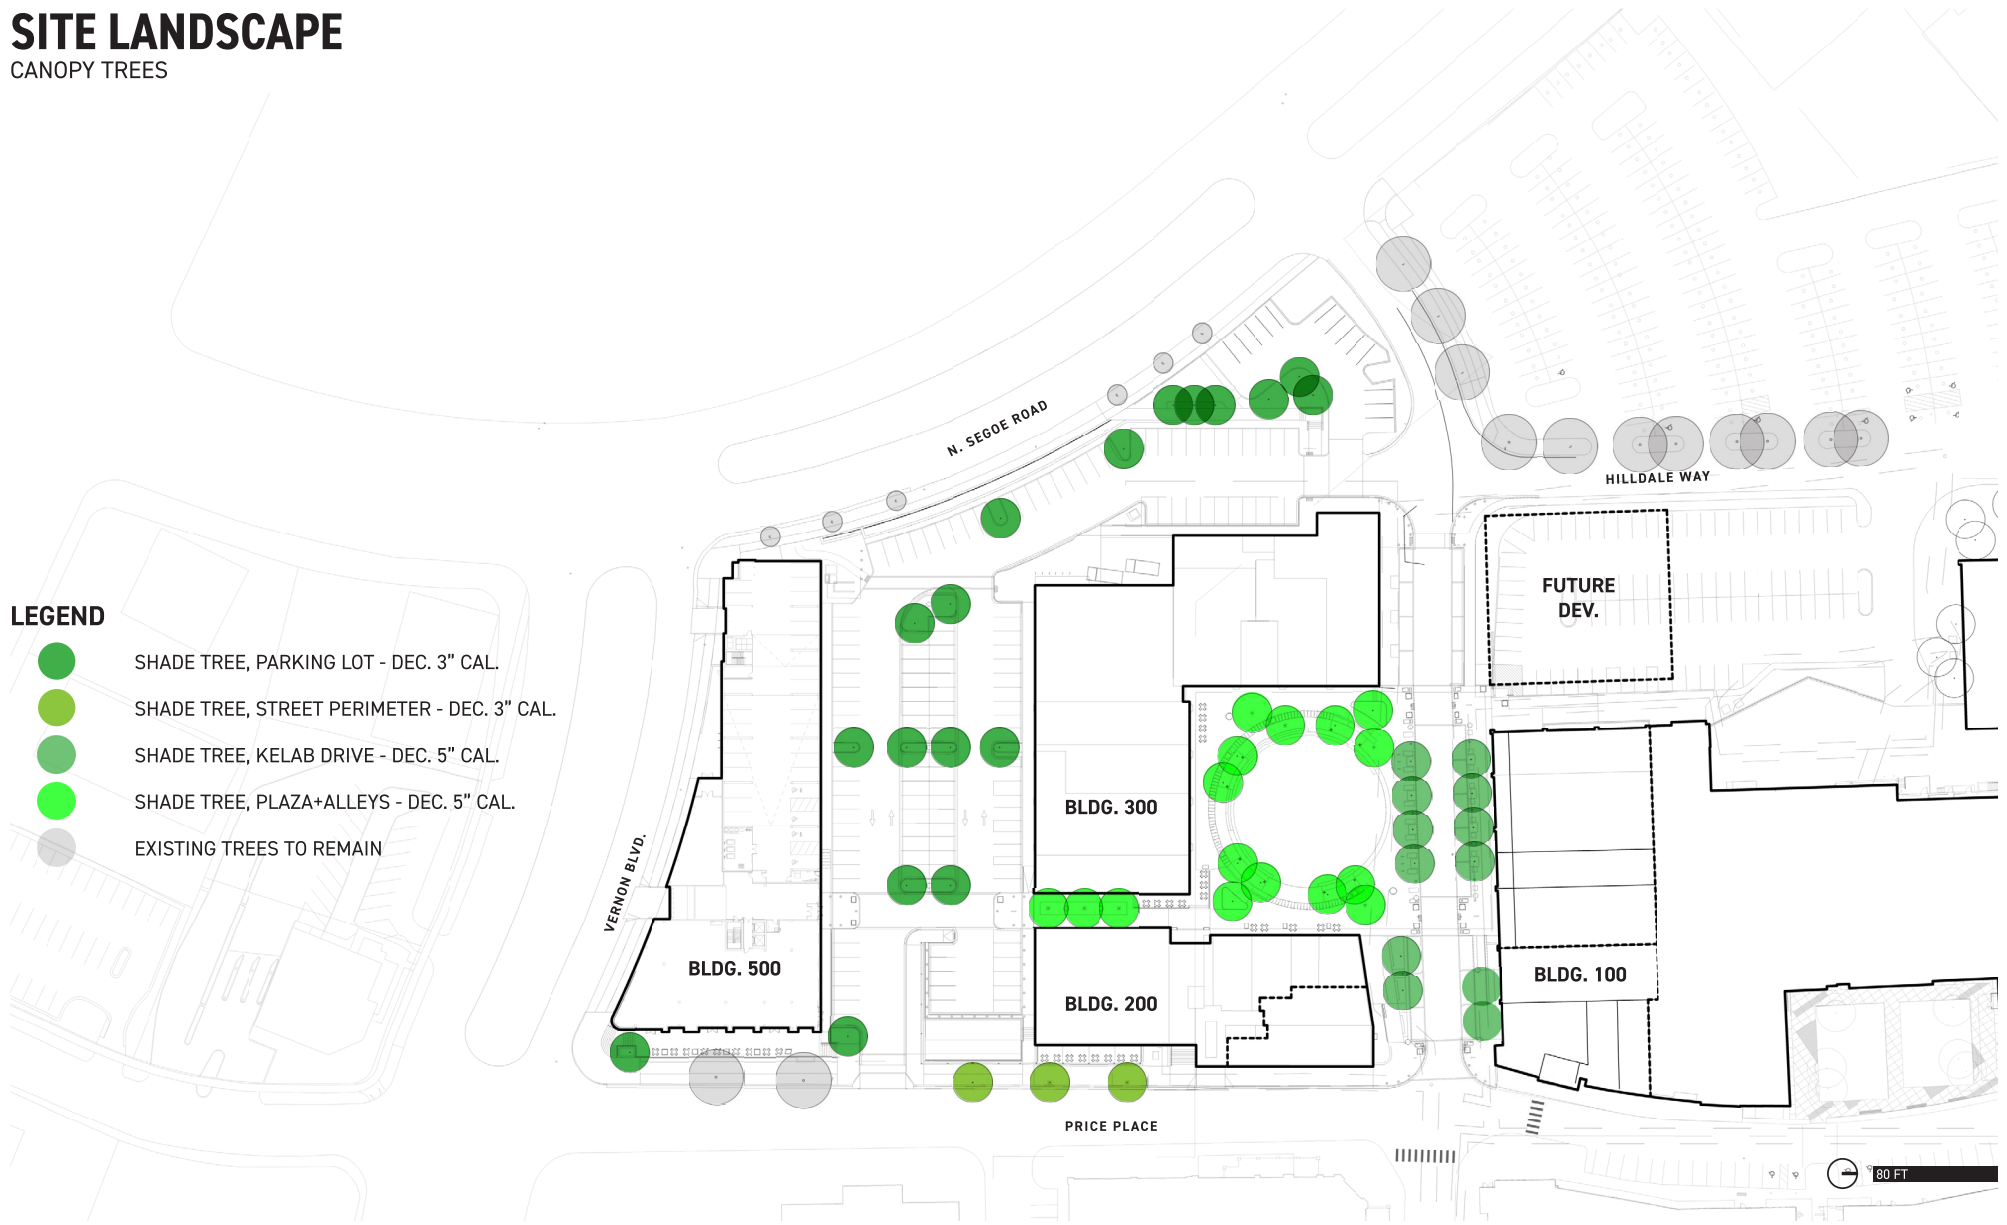 SITE LANDSCAPE
CANOPY TREES
N. SEGOE ROAD
HILLDALE WAY
FUTURE
DEV.
LEGEND
SHADE TREE, PARKING LOT - DEC. 3” CAL.
SHADE TREE, STREET PERIMETER - DEC. 3” CAL.
SHADE TREE, KELAB DRIVE - DEC. 5” CAL.
SHADE TREE, PLAZA+ALLEYS - DEC. 5” CAL.
EXISTING TREES TO REMAIN
BLDG. 300
VERNON BLVD.
BLDG. 500
BLDG. 200
BLDG. 100
PRICE PLACE
80 FT